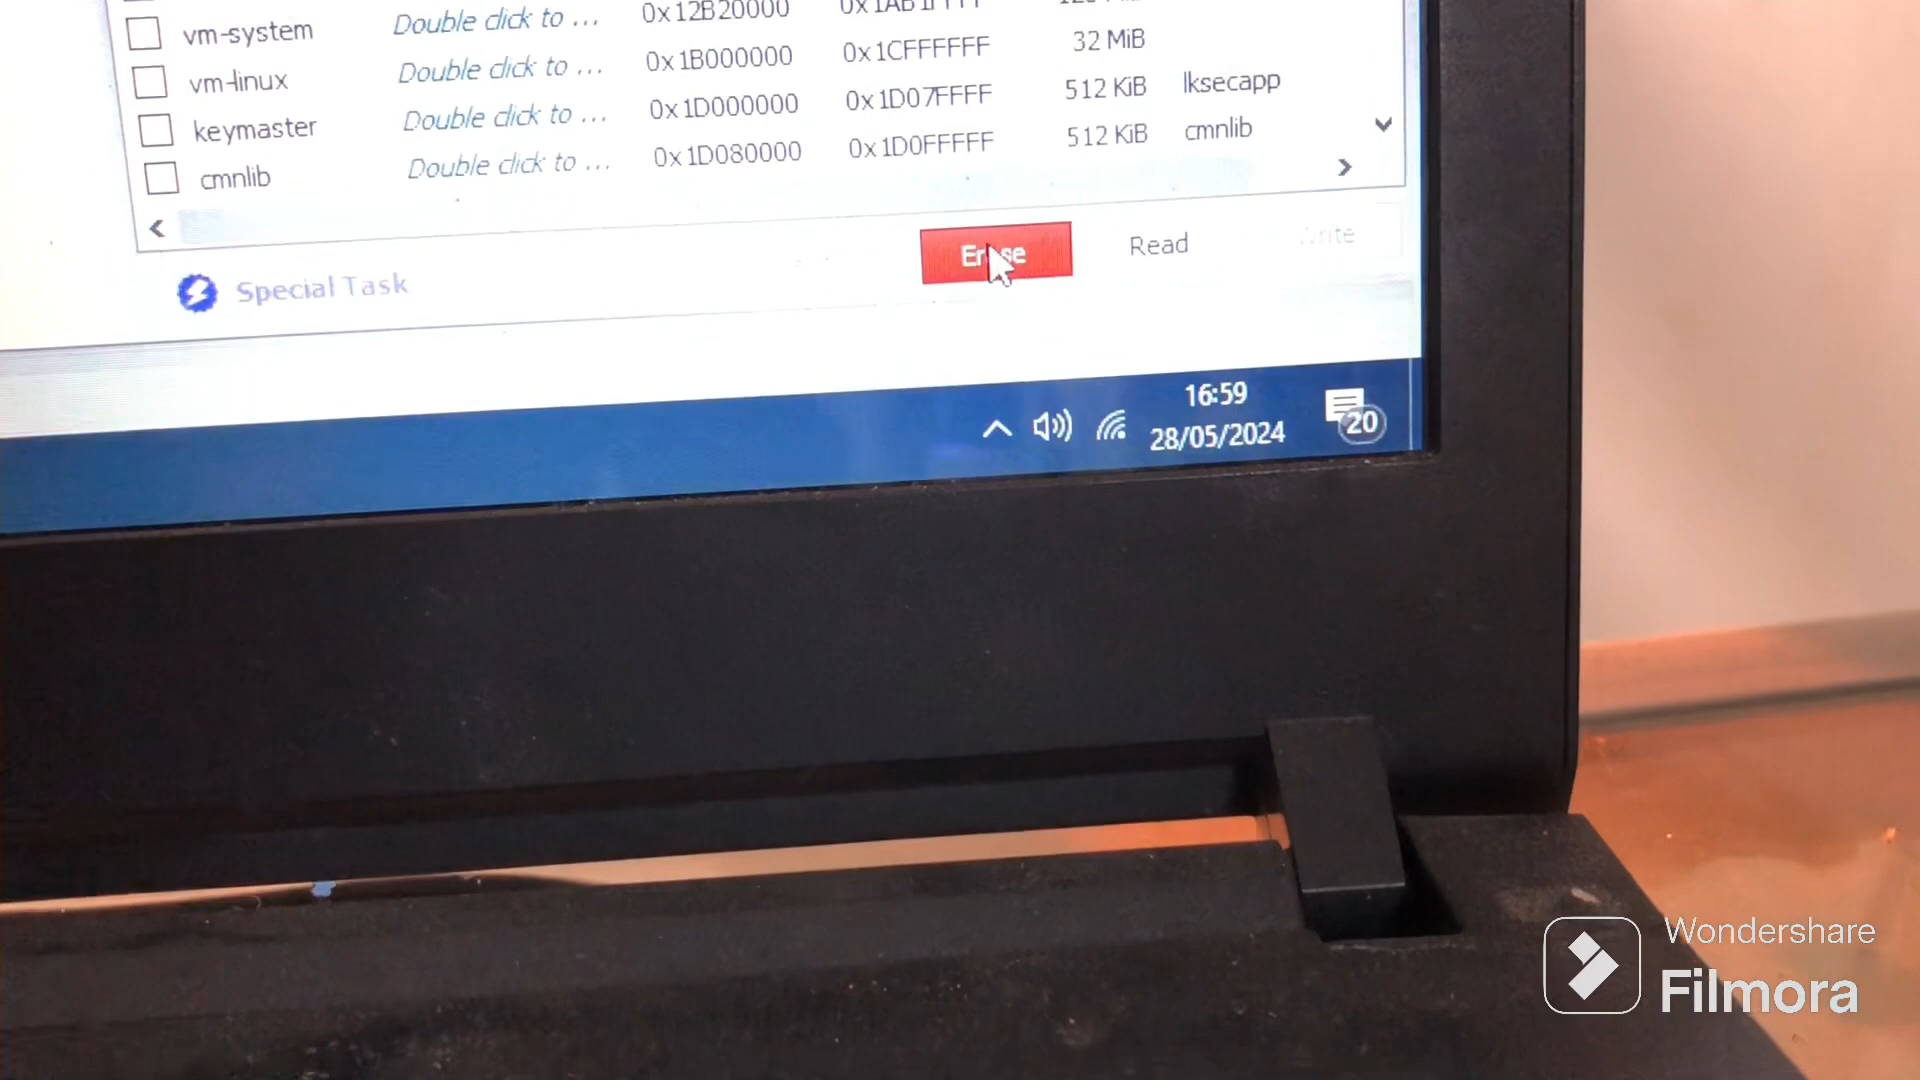 vm-system Double click to ... 0x12B20000
vm-linux Double click to ... 0x1B000000 0x1CFFFFFF 32 MiB
keymaster Double click to ... 0x1D000000 0x1D07FFFF 512 KiB lksecapp
cmnlib Double click to ... 0x1D080000 0x1D0FFFFF 512 KiB cmnlib
Erase Read Write
Special Task
16:59
28/05/2024
20
Wondershare
Filmora